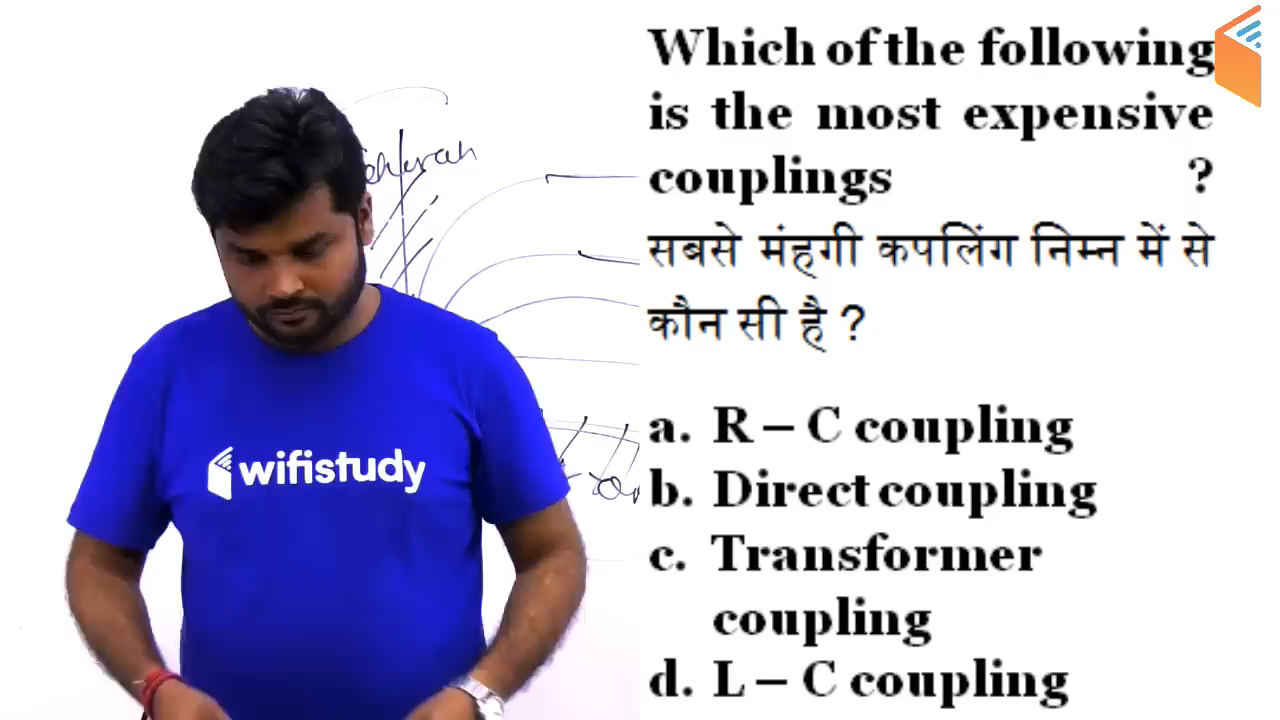 Which of the following
is the most expensive
couplings ?
सबसे मंहगी कपलिंग निम्न में से
कौन सी है ?
a. R – C coupling
b. Direct coupling
c. Transformer
coupling
d. L – C coupling
wifistudy